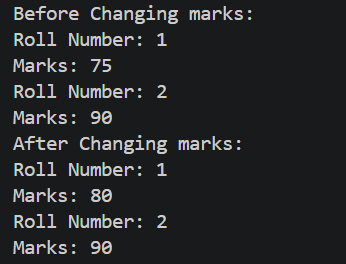 Before Changing marks:
Roll Number: 1
Marks: 75
Roll Number: 2
Marks: 90
After Changing marks:
Roll Number: 1
Marks: 80
Roll Number: 2
Marks: 90